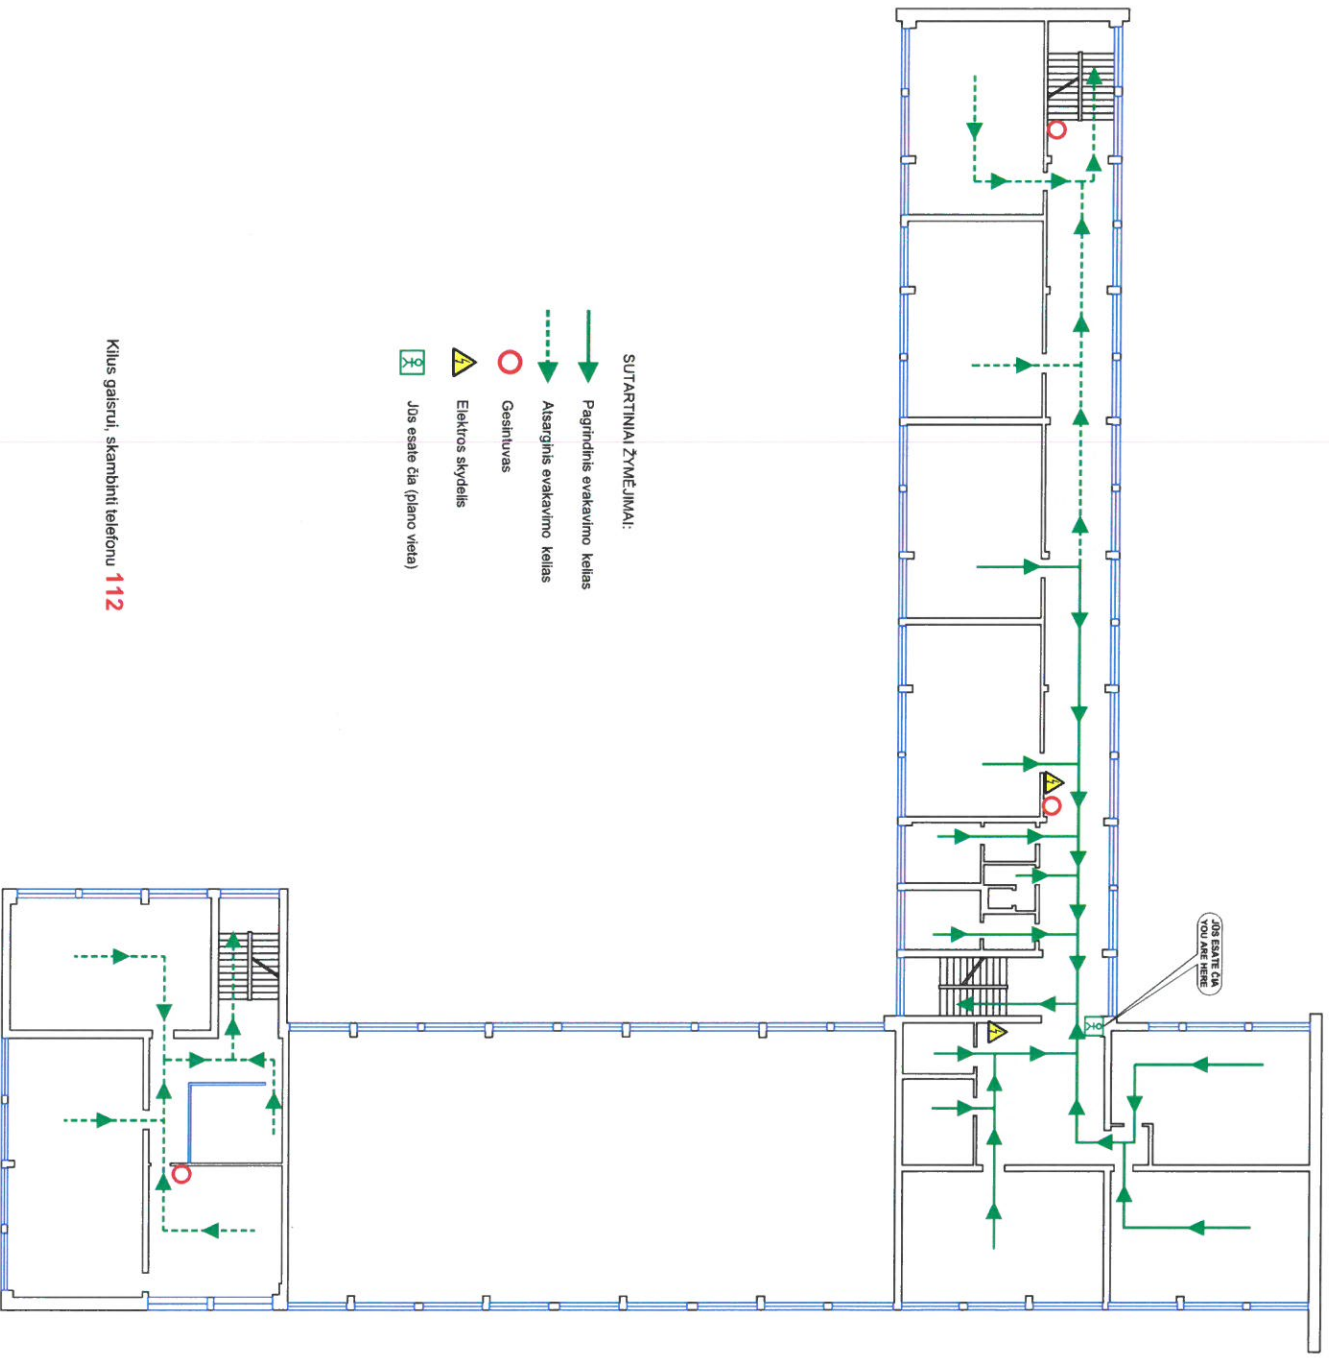 JŪS ESATE ČIA
YOU ARE HERE
SUTARTINIAI ŽYMĖJIMAI:
Pagrindinis evakavimo kelias
Atsarginis evakavimo kelias
Gesintuvas
Elektros skydelis
Jūs esate čia (plano vieta)
Kilus gaisrui, skambinti telefonu 112